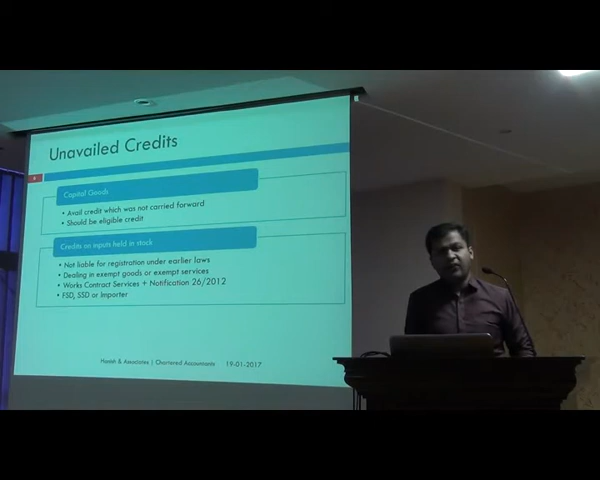 Unavailed Credits
Capital Goods
• Avail credit which was not carried forward
• Should be eligible credit
Credits on inputs held in stock
• Not liable for registration under earlier laws
• Dealing in exempt goods or exempt services
• Works Contract Services + Notification 26/2012
• FSD, SSD or Importer
& Associates | Chartered Accountants 19-01-2017